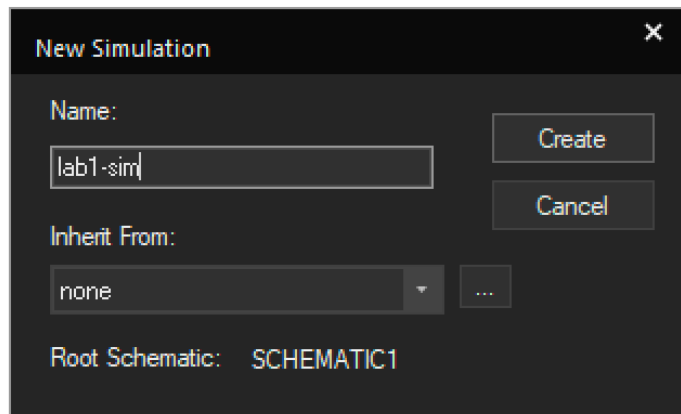 New Simulation
Name:
Create
lab1-sim
Cancel
Inherit From:
none
...
Root Schematic: SCHEMATIC1